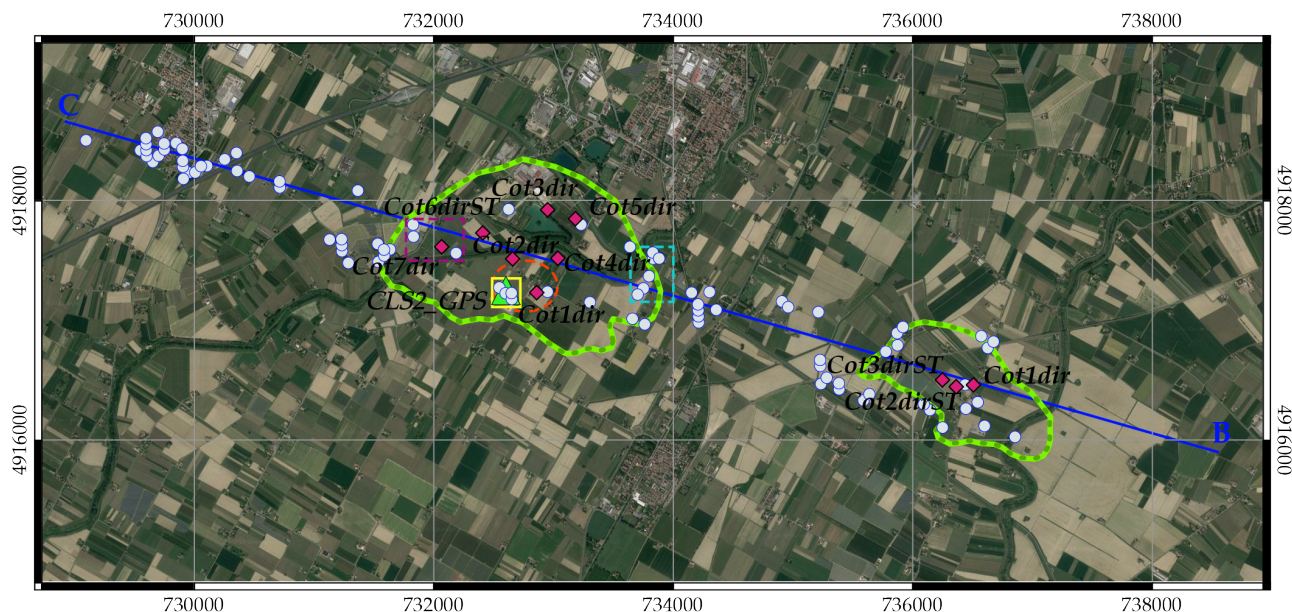 730000 732000 734000 736000 738000
C
Cot3dir
Cot6dirST Cot5dir
4918000 4918000
Cot2dir
Cot7dir Cot4dir
CLS2_GPS
Cot1dir
Cot3dirST Cot1dir
Cot2dirST
B
4916000 4916000
730000 732000 734000 736000 738000